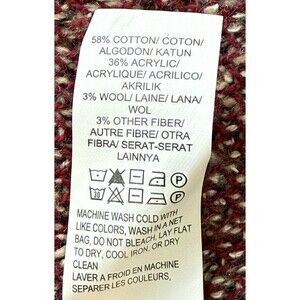 58% COTTON/ COTON/
ALGODON/ KATUN
36% ACRYLIC/
ACRYLIQUE/ ACRILICO/
AKRILIK
3% WOOL/ LAINE/ LANA/
WOL
3% OTHER FIBER/
AUTRE FIBRE/ OTRA
FIBRA/ SERAT-SERAT
LAINNYA
MACHINE WASH COLD WITH
LIKE COLORS, WASH IN A NET
BAG, DO NOT BLEACH, LAY FLAT
TO DRY, COOL IRON, OR DRY
CLEAN
LAVER A FROID EN MACHINE
SEPARER LES COULEURS,